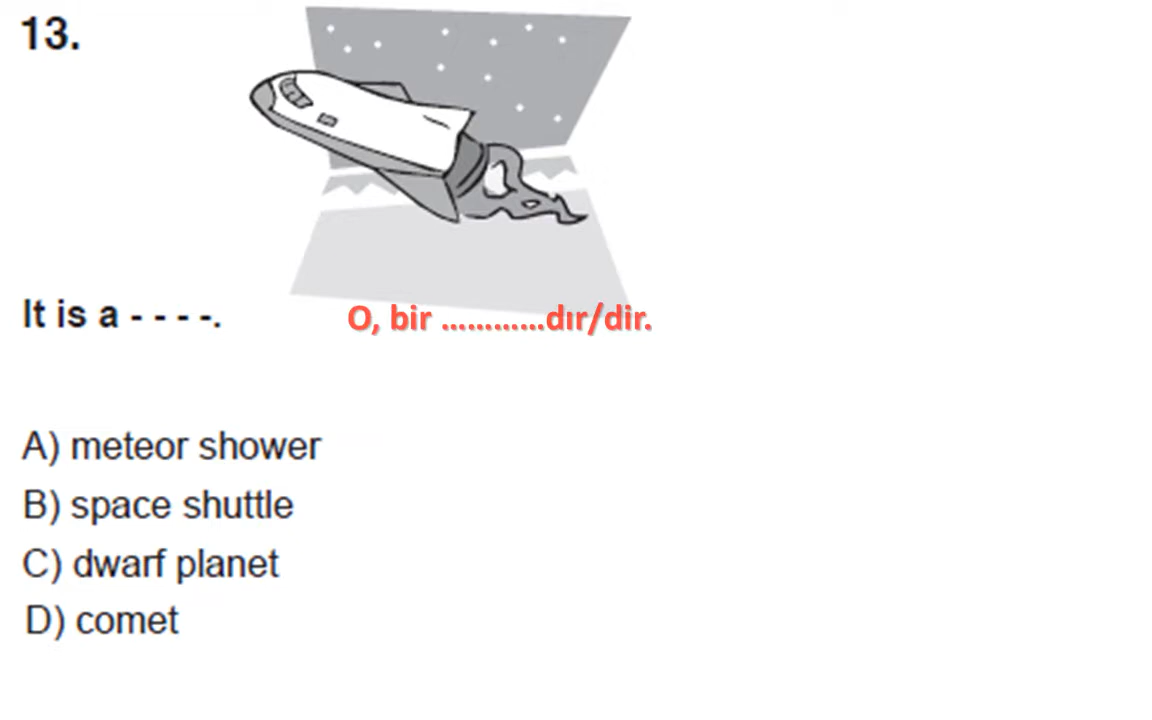 13.
It is a - - - -.
O, bir ............dır/dir.
A) meteor shower
B) space shuttle
C) dwarf planet
D) comet